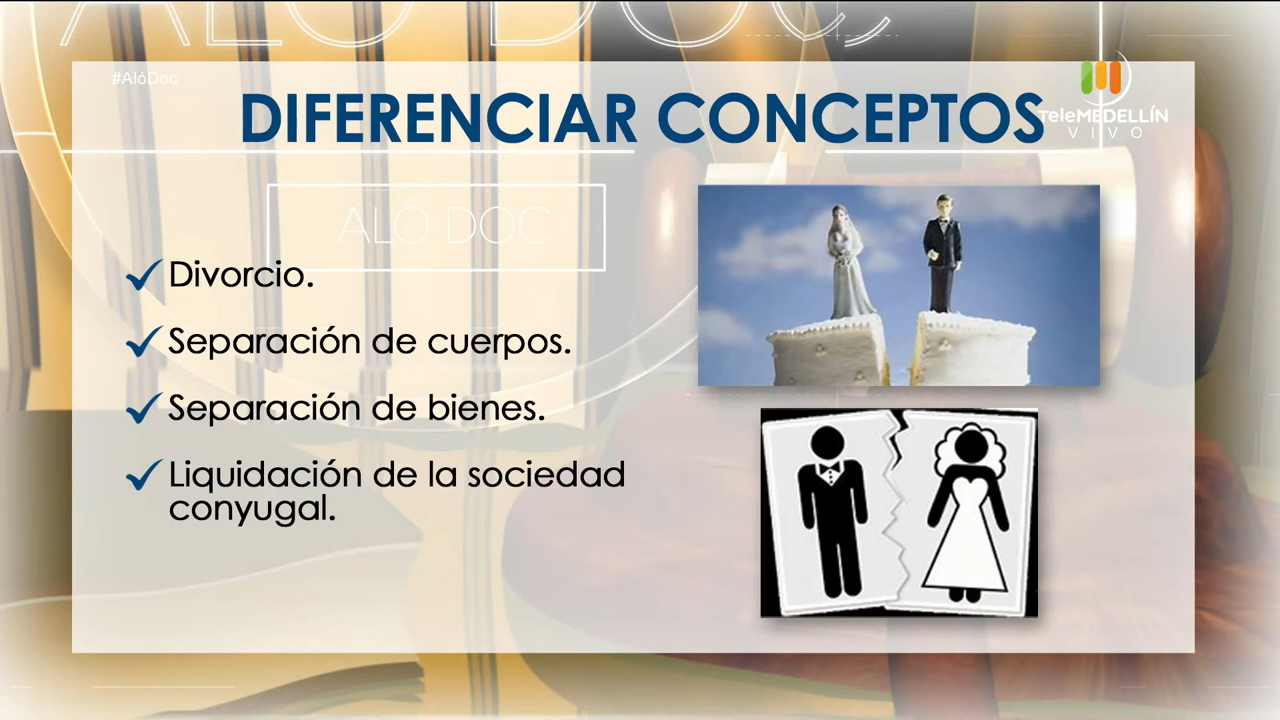 ALÓ DOC
#AlóDoc
DIFERENCIAR CONCEPTOS
teleMEDELLÍN
VIVO
ALÓ DOC
Divorcio.
Separación de cuerpos.
Separación de bienes.
Liquidación de la sociedad
conyugal.